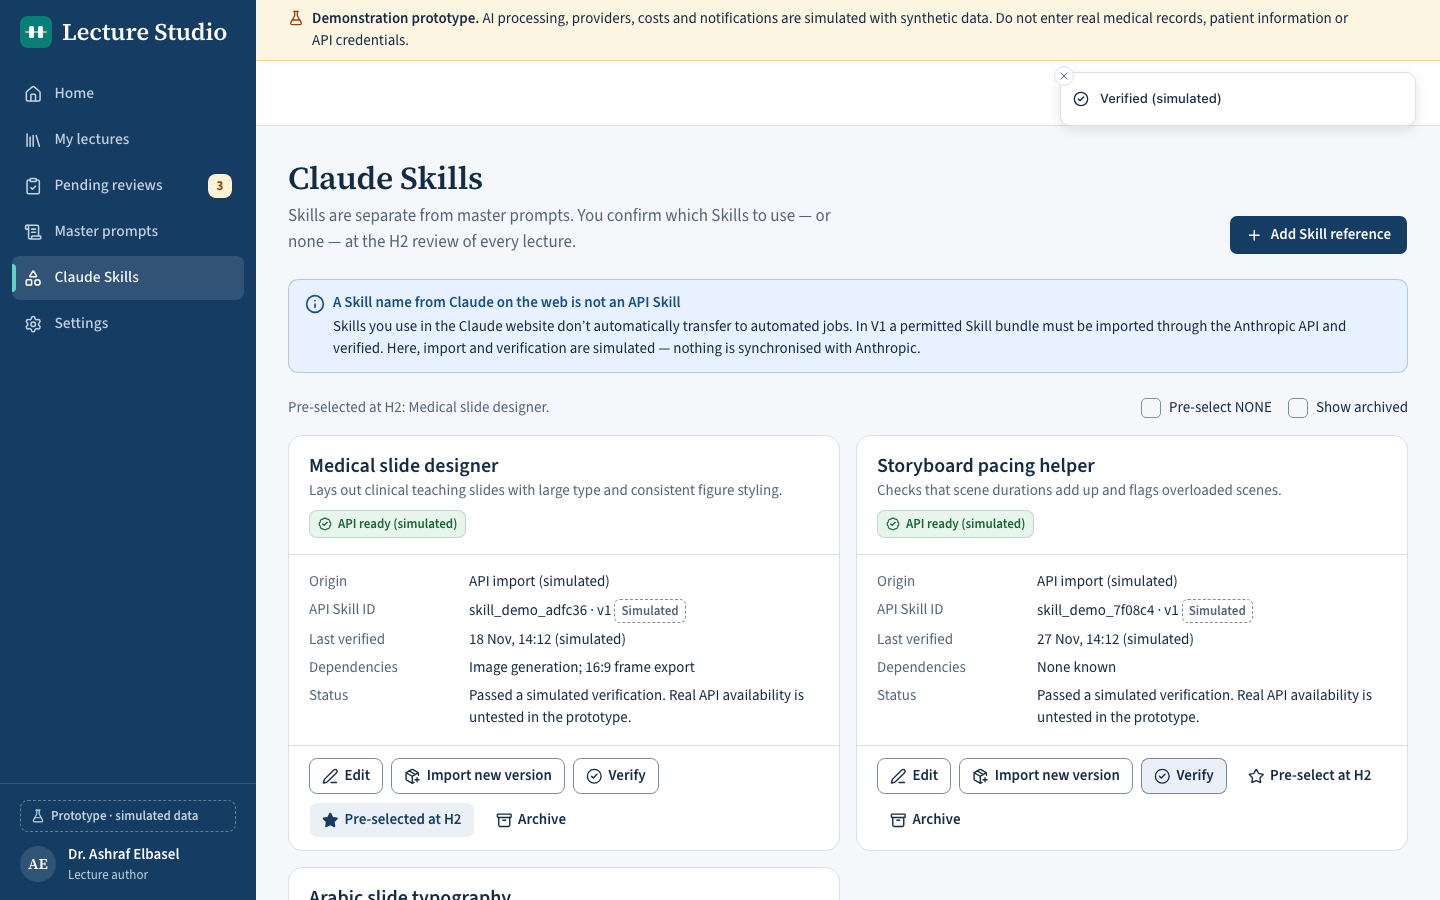 Lecture Studio
Home
My lectures
Pending reviews
3
Master prompts
Claude Skills
Settings
Prototype · simulated data
AE
Dr. Ashraf Elbasel
Lecture author
Demonstration prototype. AI processing, providers, costs and notifications are simulated with synthetic data. Do not enter real medical records, patient information or
API credentials.
Verified (simulated)
Claude Skills
Skills are separate from master prompts. You confirm which Skills to use — or
none — at the H2 review of every lecture.
Add Skill reference
A Skill name from Claude on the web is not an API Skill
Skills you use in the Claude website don’t automatically transfer to automated jobs. In V1 a permitted Skill bundle must be imported through the Anthropic API and
verified. Here, import and verification are simulated — nothing is synchronised with Anthropic.
Pre-selected at H2: Medical slide designer.
Pre-select NONE
Show archived
Medical slide designer
Lays out clinical teaching slides with large type and consistent figure styling.
API ready (simulated)
Origin
API import (simulated)
API Skill ID
skill_demo_adfc36 · v1 Simulated
Last verified
18 Nov, 14:12 (simulated)
Dependencies
Image generation; 16:9 frame export
Status
Passed a simulated verification. Real API availability is
untested in the prototype.
Edit
Import new version
Verify
Pre-selected at H2
Archive
Storyboard pacing helper
Checks that scene durations add up and flags overloaded scenes.
API ready (simulated)
Origin
API import (simulated)
API Skill ID
skill_demo_7f08c4 · v1 Simulated
Last verified
27 Nov, 14:12 (simulated)
Dependencies
None known
Status
Passed a simulated verification. Real API availability is
untested in the prototype.
Edit
Import new version
Verify
Pre-select at H2
Archive
Arabic slide typography